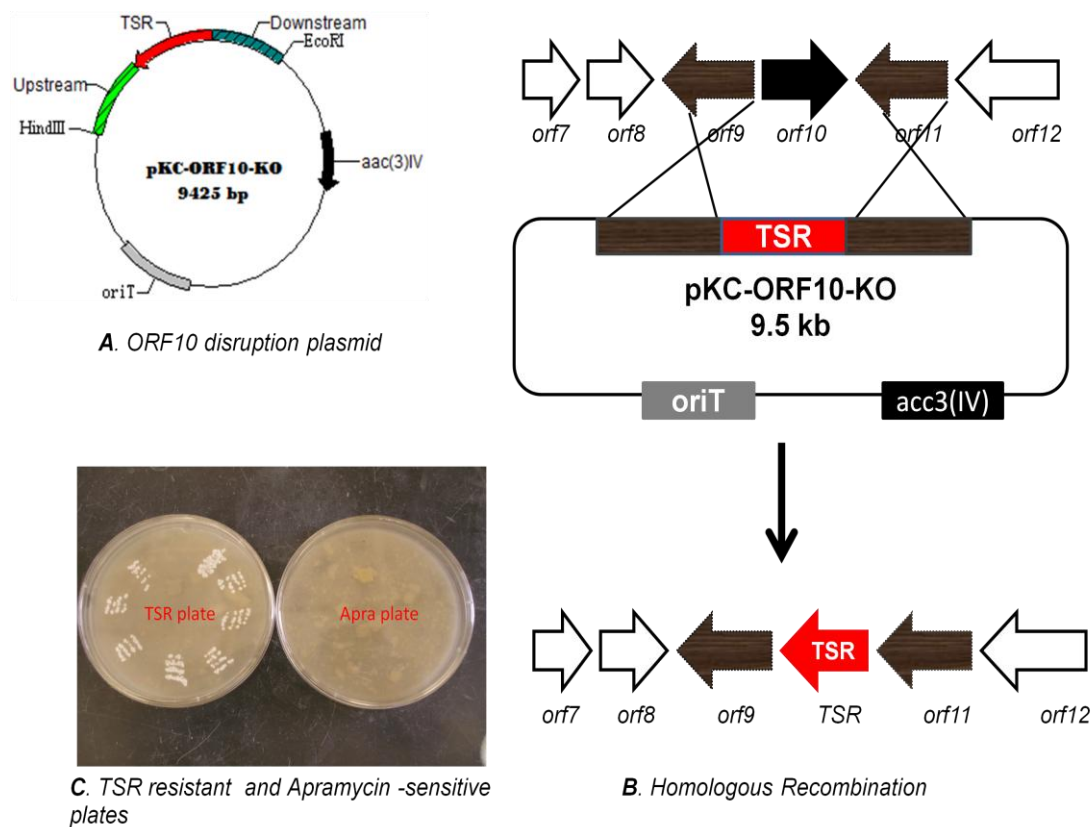 TSR
Downstream
EcoRI
Upstream
HindIII
aac(3)IV
pKC-ORF10-KO
9425 bp
oriT
A. ORF10 disruption plasmid
orf7 orf8 orf9 orf10 orf11 orf12
TSR
pKC-ORF10-KO
9.5 kb
oriT acc3(IV)
TSR plate Apra plate
C. TSR resistant and Apramycin -sensitive
plates
TSR
orf7 orf8 orf9 TSR orf11 orf12
B. Homologous Recombination